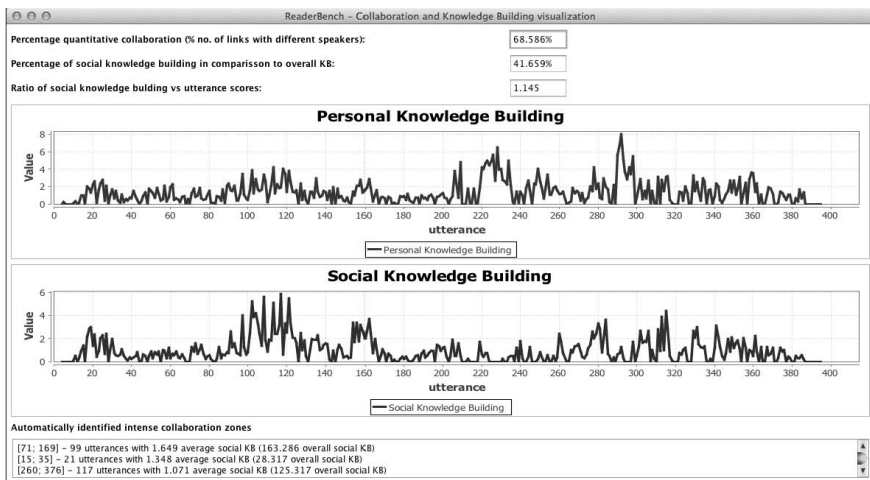 ReaderBench - Collaboration and Knowledge Building visualization
Percentage quantitative collaboration (% no. of links with different speakers): 68.586%
Percentage of social knowledge building in comparisson to overall KB: 41.659%
Ratio of social knowledge bulding vs utterance scores: 1.145
Personal Knowledge Building
Value
8
6
4
2
0
0 20 40 60 80 100 120 140 160 180 200 220 240 260 280 300 320 340 360 380 400
utterance
Personal Knowledge Building
Social Knowledge Building
Value
6
4
2
0
0 20 40 60 80 100 120 140 160 180 200 220 240 260 280 300 320 340 360 380 400
utterance
Social Knowledge Building
Automatically identified intense collaboration zones
[71; 169] - 99 utterances with 1.649 average social KB (163.286 overall social KB)
[15; 35] - 21 utterances with 1.348 average social KB (28.317 overall social KB)
[260; 376] - 117 utterances with 1.071 average social KB (125.317 overall social KB)